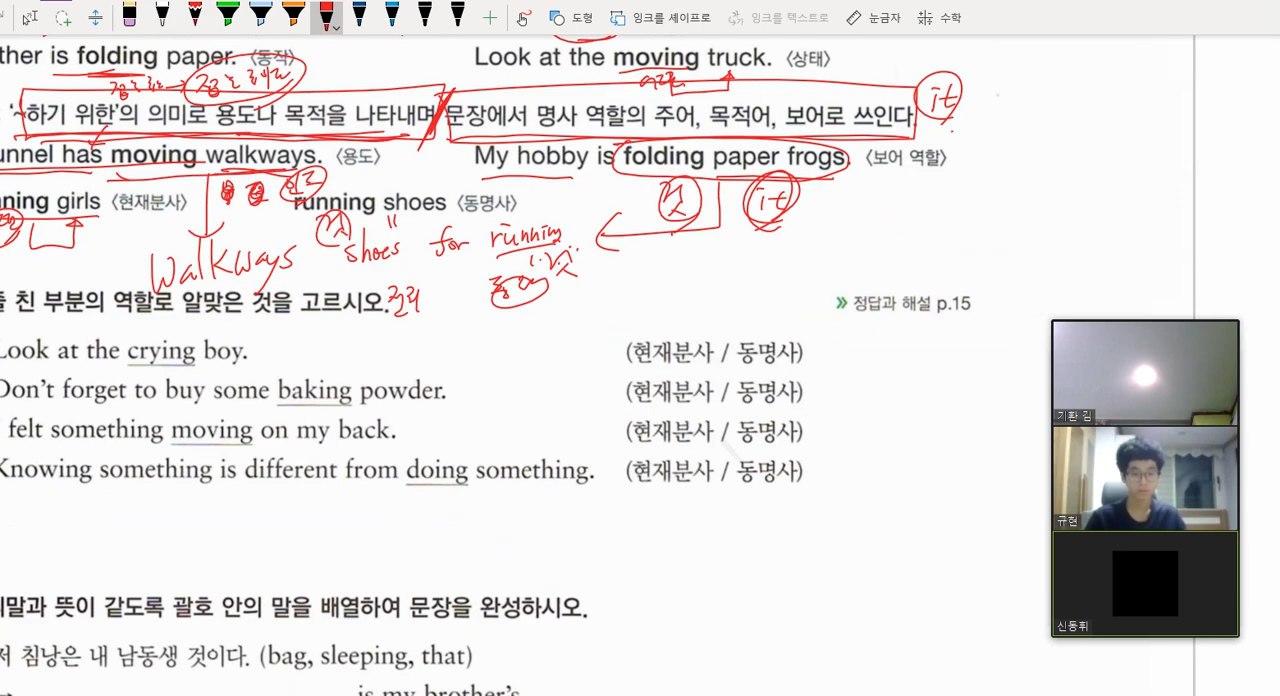 도형 잉크를 셰이프로 잉크를 텍스트로 눈금자 수학
ther is folding paper. 〈동작〉 Look at the moving truck. 〈상태〉
'~하기 위한'의 의미로 용도나 목적을 나타내며 문장에서 명사 역할의 주어, 목적어, 보어로 쓰인다. it
unnel has moving walkways. 〈용도〉 My hobby is folding paper frogs. 〈보어 역할〉
것 it
ning girls 〈현재분사〉 running shoes 〈동명사〉
walkways shoes for running
줄 친 부분의 역할로 알맞은 것을 고르시오. 정답과 해설 p.15
Look at the crying boy. (현재분사 / 동명사)
Don't forget to buy some baking powder. (현재분사 / 동명사)
I felt something moving on my back. (현재분사 / 동명사)
Knowing something is different from doing something. (현재분사 / 동명사)
기환 김
규현
신동휘
리말과 뜻이 같도록 괄호 안의 말을 배열하여 문장을 완성하시오.
저 침낭은 내 남동생 것이다. (bag, sleeping, that)
→ is my brother's